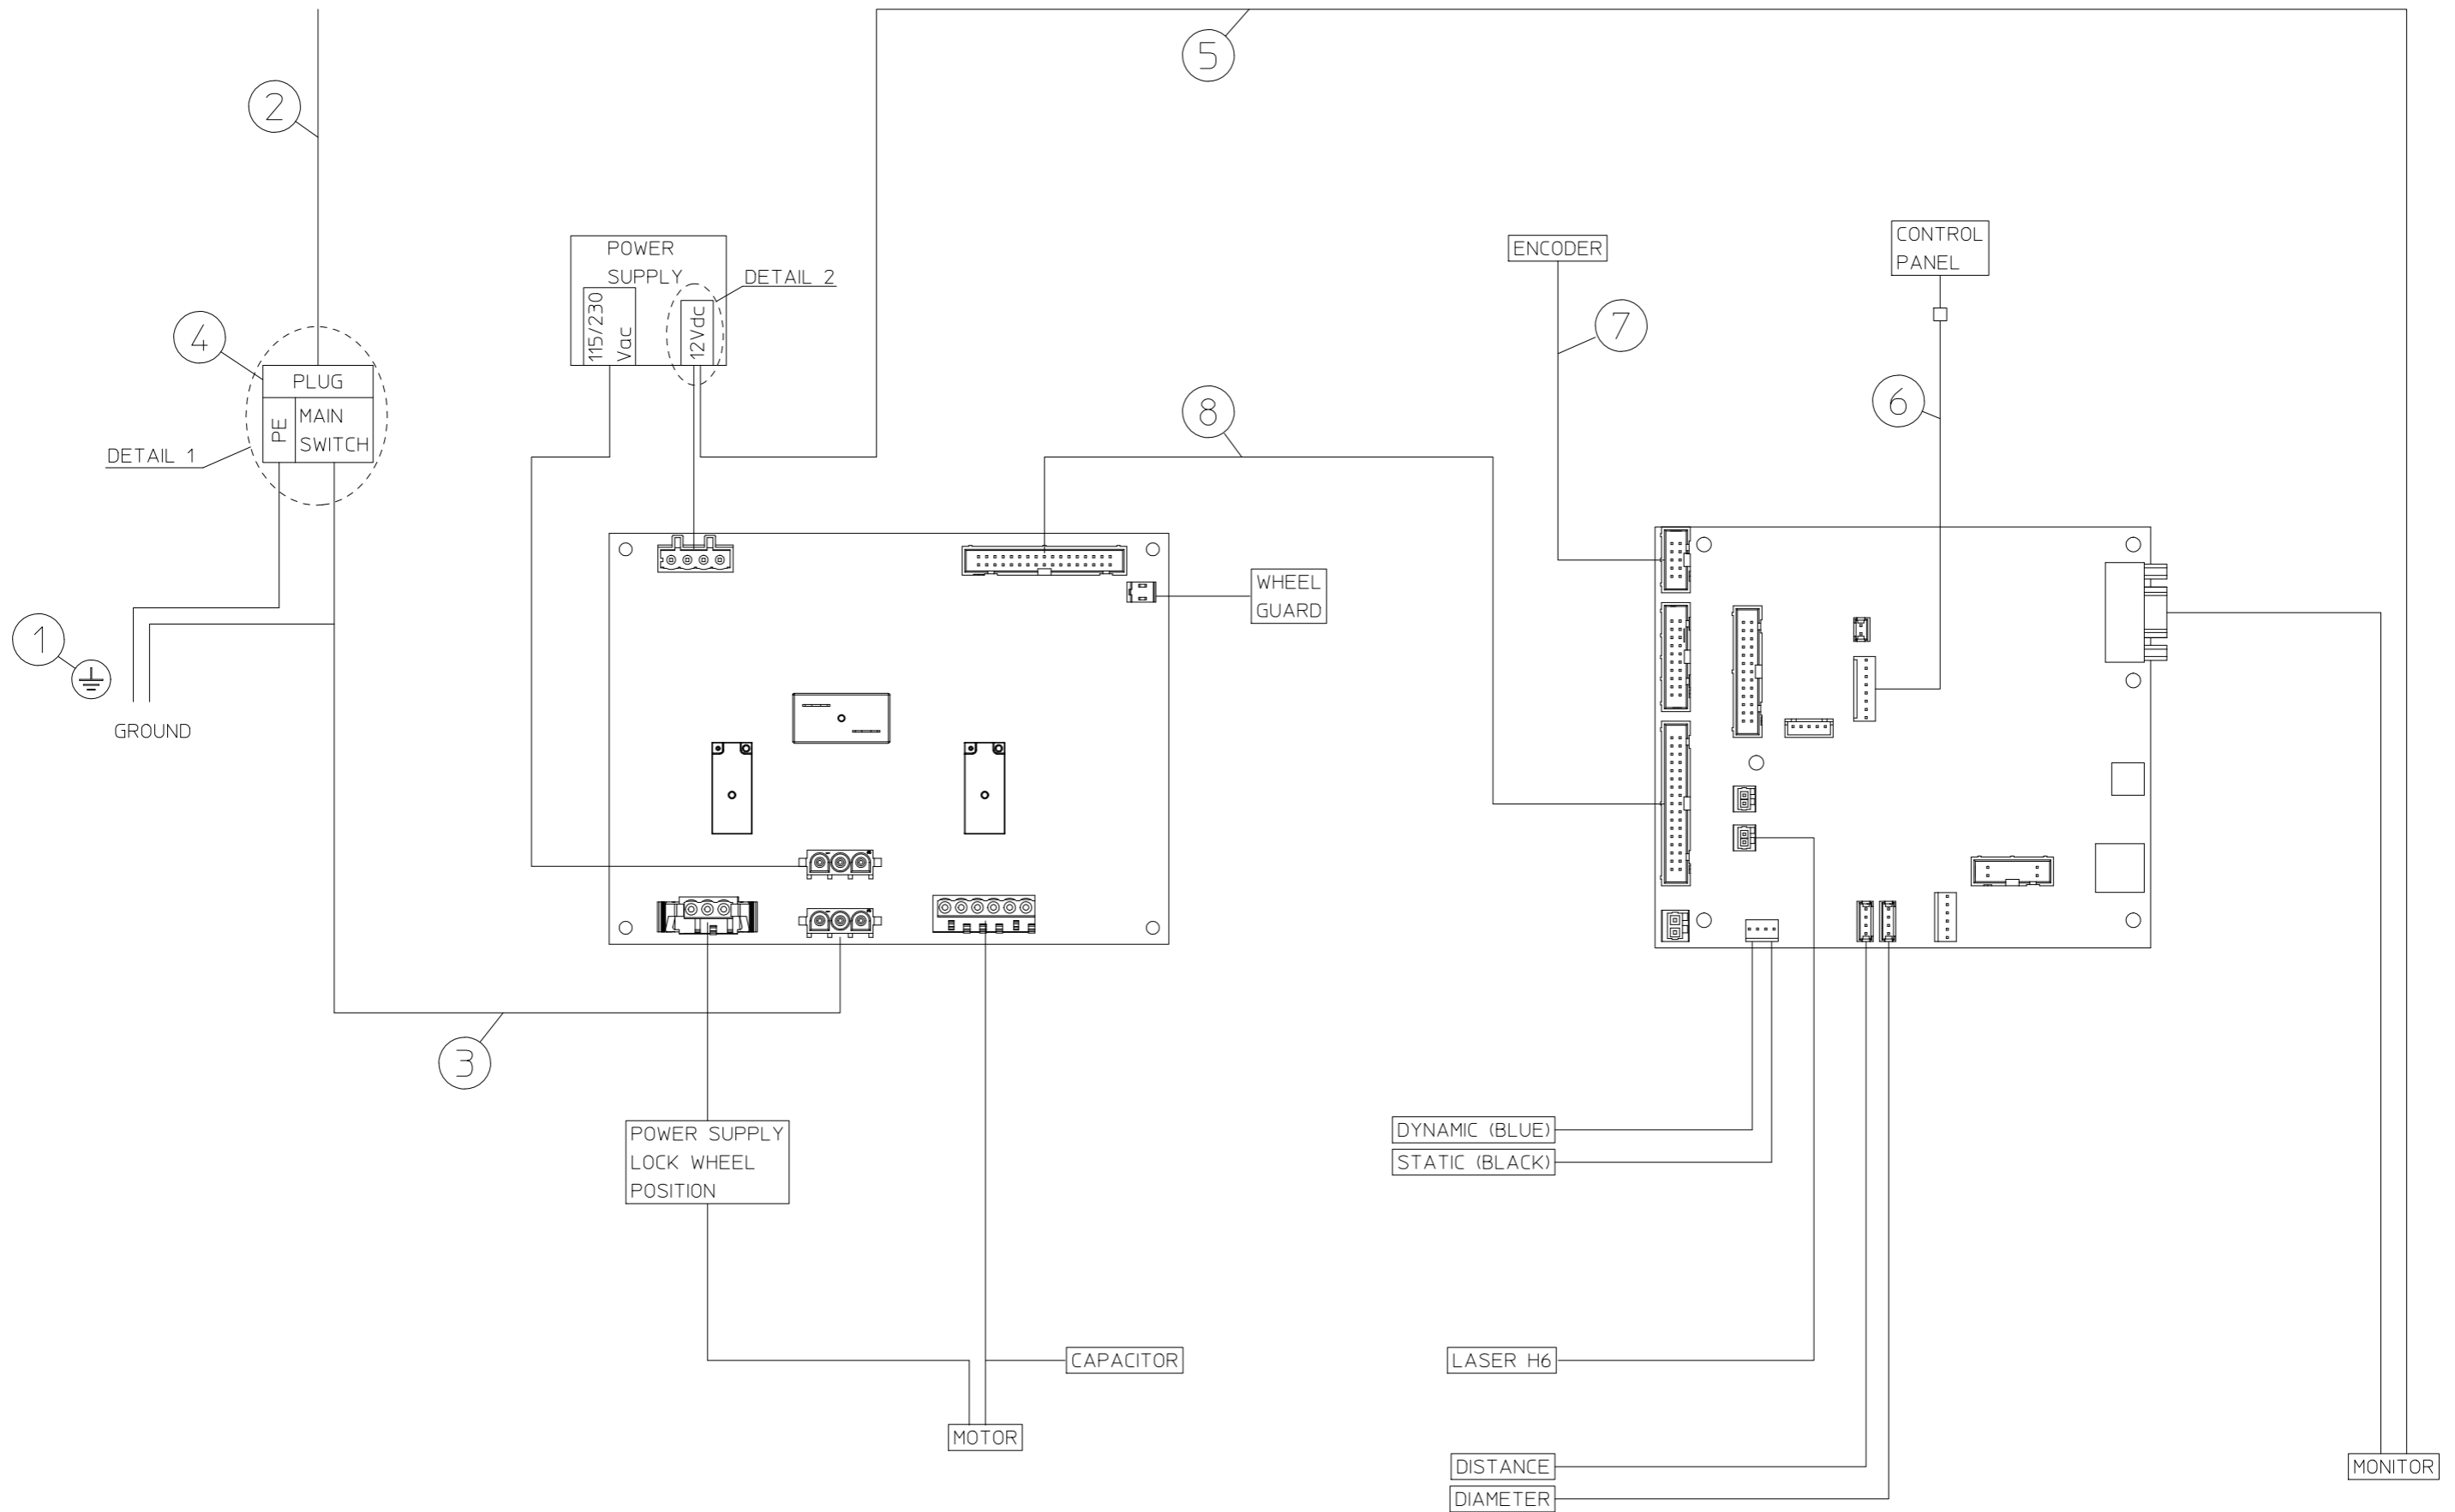 5
2
POWER
SUPPLY
115/230
Vac
12Vdc
DETAIL 2
ENCODER
CONTROL
PANEL
7
4
PLUG
PE
MAIN
SWITCH
DETAIL 1
8
6
WHEEL
GUARD
1
GROUND
3
POWER SUPPLY
LOCK WHEEL
POSITION
DYNAMIC (BLUE)
STATIC (BLACK)
CAPACITOR
LASER H6
MOTOR
DISTANCE
DIAMETER
MONITOR